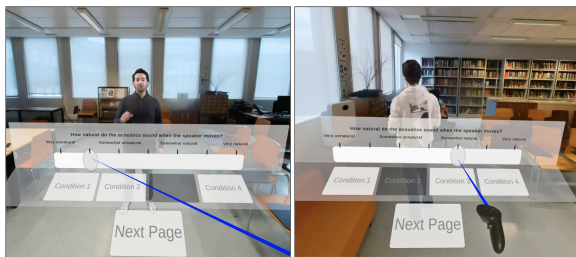 How natural do the acoustics sound when the speaker moves?
Very unnatural Somewhat unnatural Somewhat natural Very natural
Condition 1 Condition 2 Condition 4
Next Page
How natural do the acoustics sound when the speaker moves?
Very unnatural Somewhat unnatural Somewhat natural Very natural
Condition 1 Condition 2 Condition 3 Condition 4
Next Page